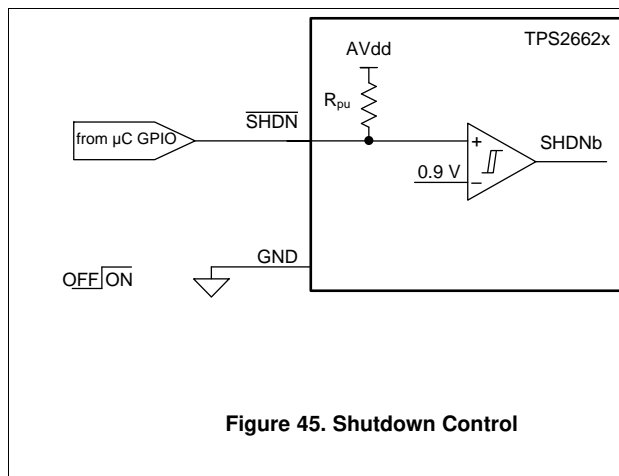 TPS2662x
AVdd
Rpu
SHDN
from µC GPIO
+
SHDNb
0.9 V
−
GND
OFF ON
Figure 45. Shutdown Control